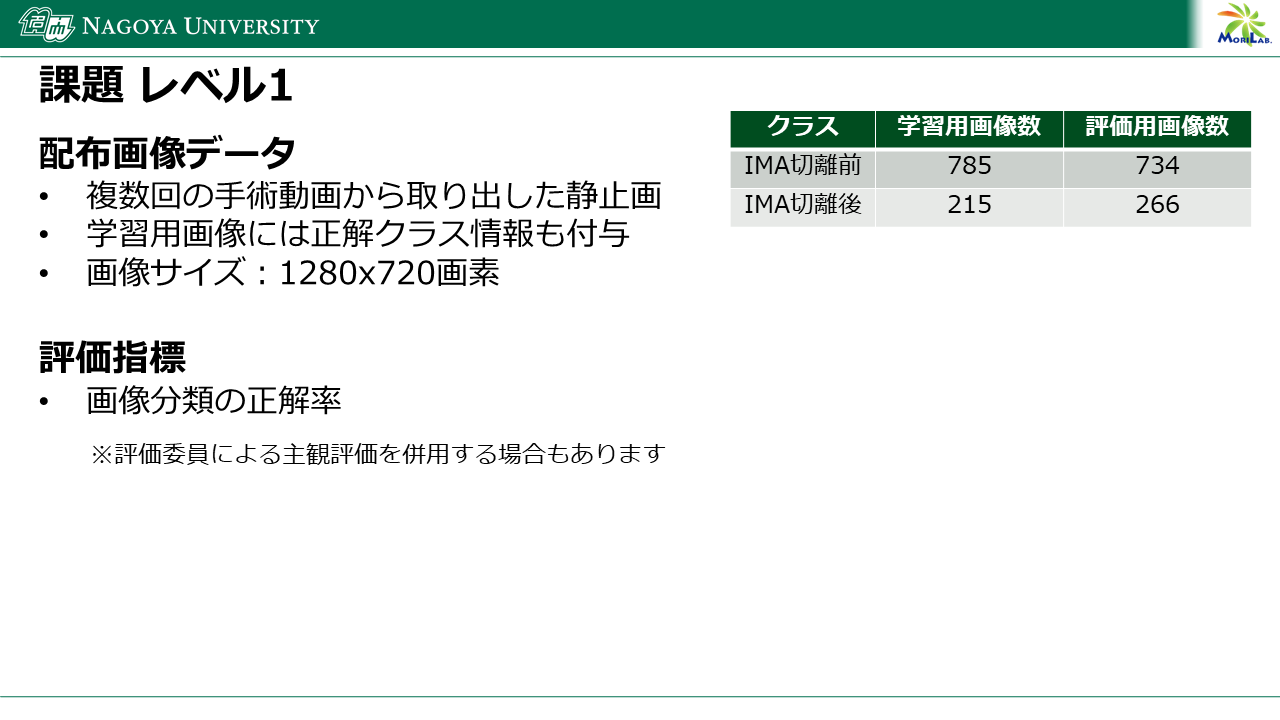 NAGOYA UNIVERSITY
MORILAB.
課題 レベル1
配布画像データ
• 複数回の手術動画から取り出した静止画
• 学習用画像には正解クラス情報も付与
• 画像サイズ：1280x720画素
評価指標
• 画像分類の正解率
※評価委員による主観評価を併用する場合もあります
クラス 学習用画像数 評価用画像数
IMA切離前 785 734
IMA切離後 215 266